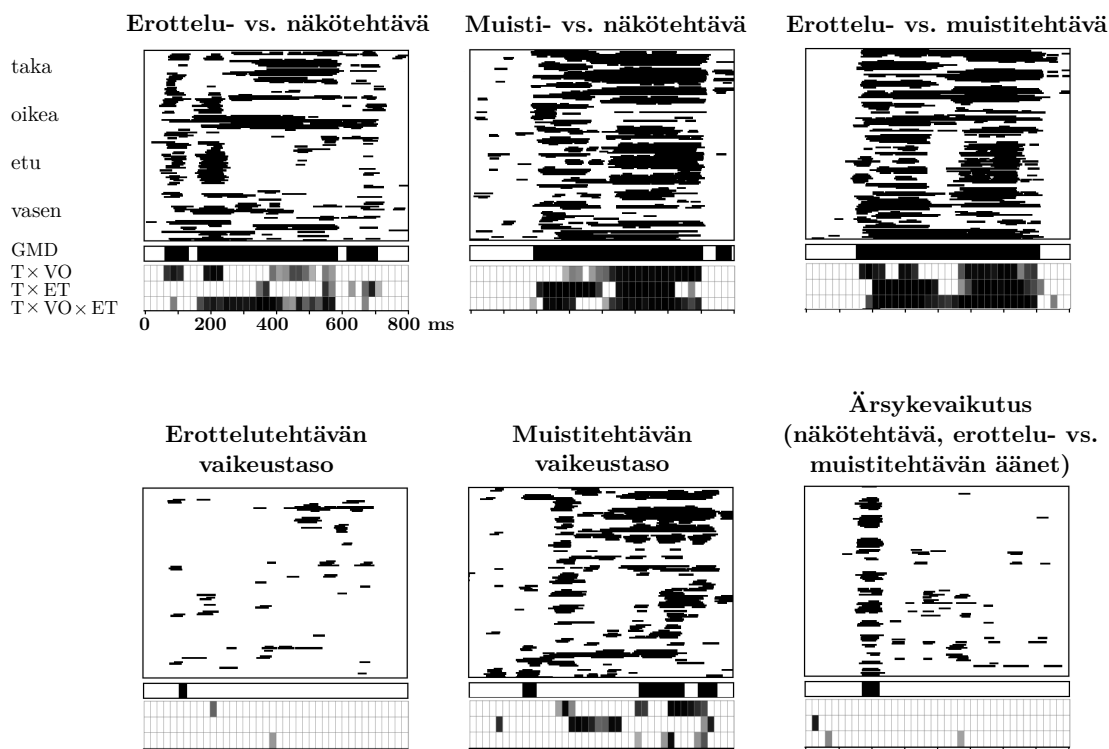 Erottelu- vs. näkötehtävä
Muisti- vs. näkötehtävä
Erottelu- vs. muistitehtävä
taka
oikea
etu
vasen
GMD
T× VO
T× ET
T× VO × ET
0 200 400 600 800 ms
Erottelutehtävän
vaikeustaso
Muistitehtävän
vaikeustaso
Ärsykevaikutus
(näkötehtävä, erottelu- vs.
muistitehtävän äänet)